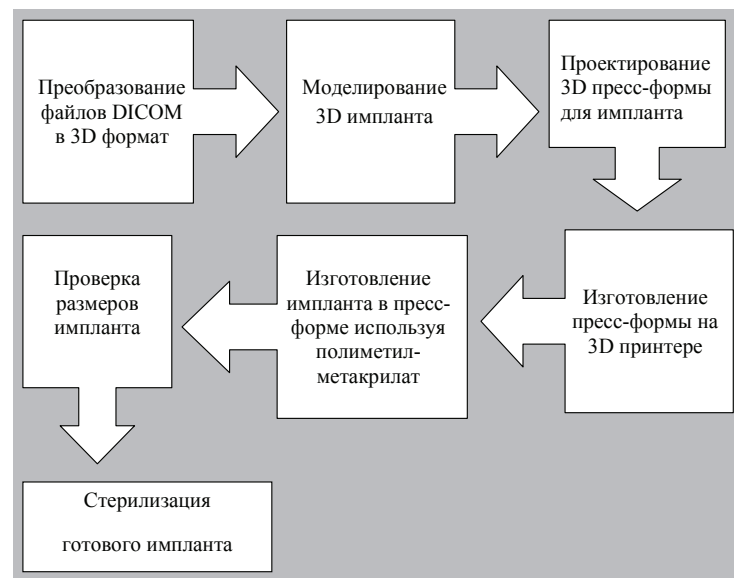 Преобразование
файлов DICOM
в 3D формат
Моделирование
3D импланта
Проектирование
3D пресс-формы
для импланта
Изготовление
пресс-формы на
3D принтере
Изготовление
импланта в пресс-
форме используя
полиметил-
метакрилат
Проверка
размеров
импланта
Стерилизация
готового импланта